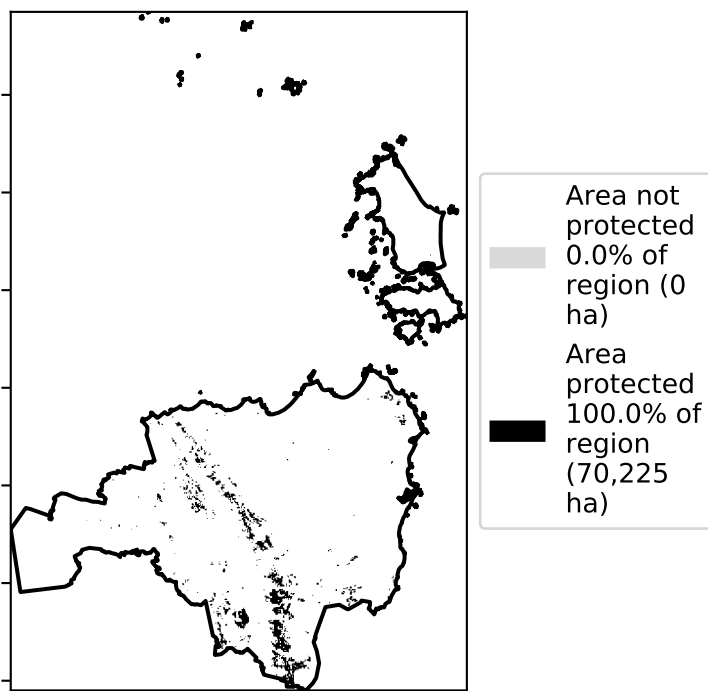 Area not
protected
0.0% of
region (0
ha)
Area
protected
100.0% of
region
(70,225
ha)